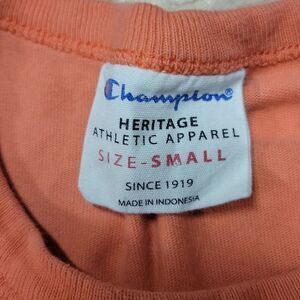 Champion®
HERITAGE
ATHLETIC APPAREL
SIZE-SMALL
SINCE 1919
MADE IN INDONESIA